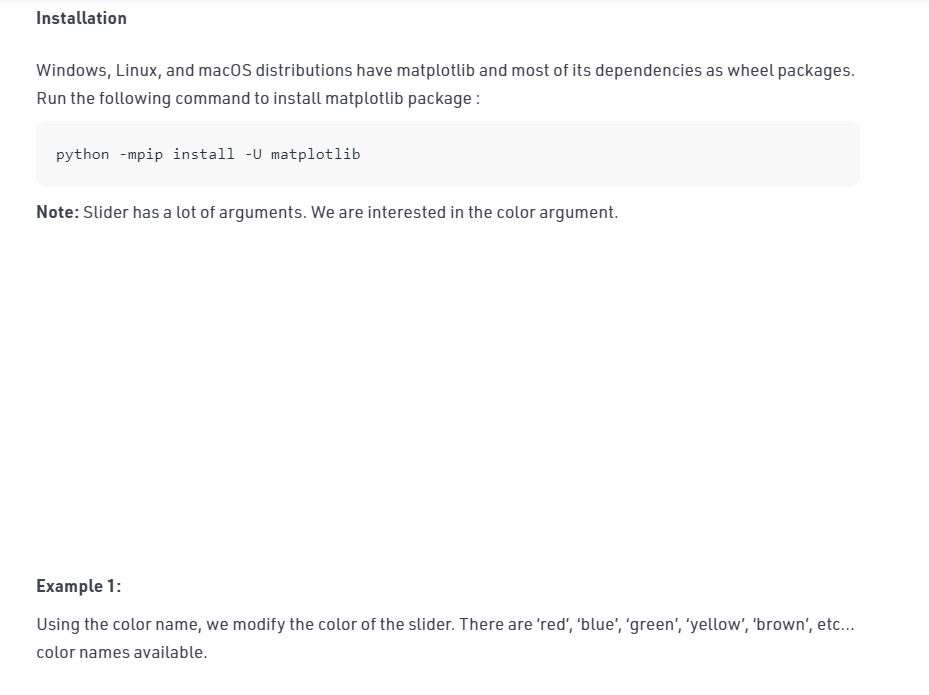 Installation
Windows, Linux, and macOS distributions have matplotlib and most of its dependencies as wheel packages.
Run the following command to install matplotlib package :
python -mpip install -U matplotlib
Note: Slider has a lot of arguments. We are interested in the color argument.
Example 1:
Using the color name, we modify the color of the slider. There are ‘red’, ‘blue’, ‘green’, ‘yellow’, ‘brown’, etc…
color names available.